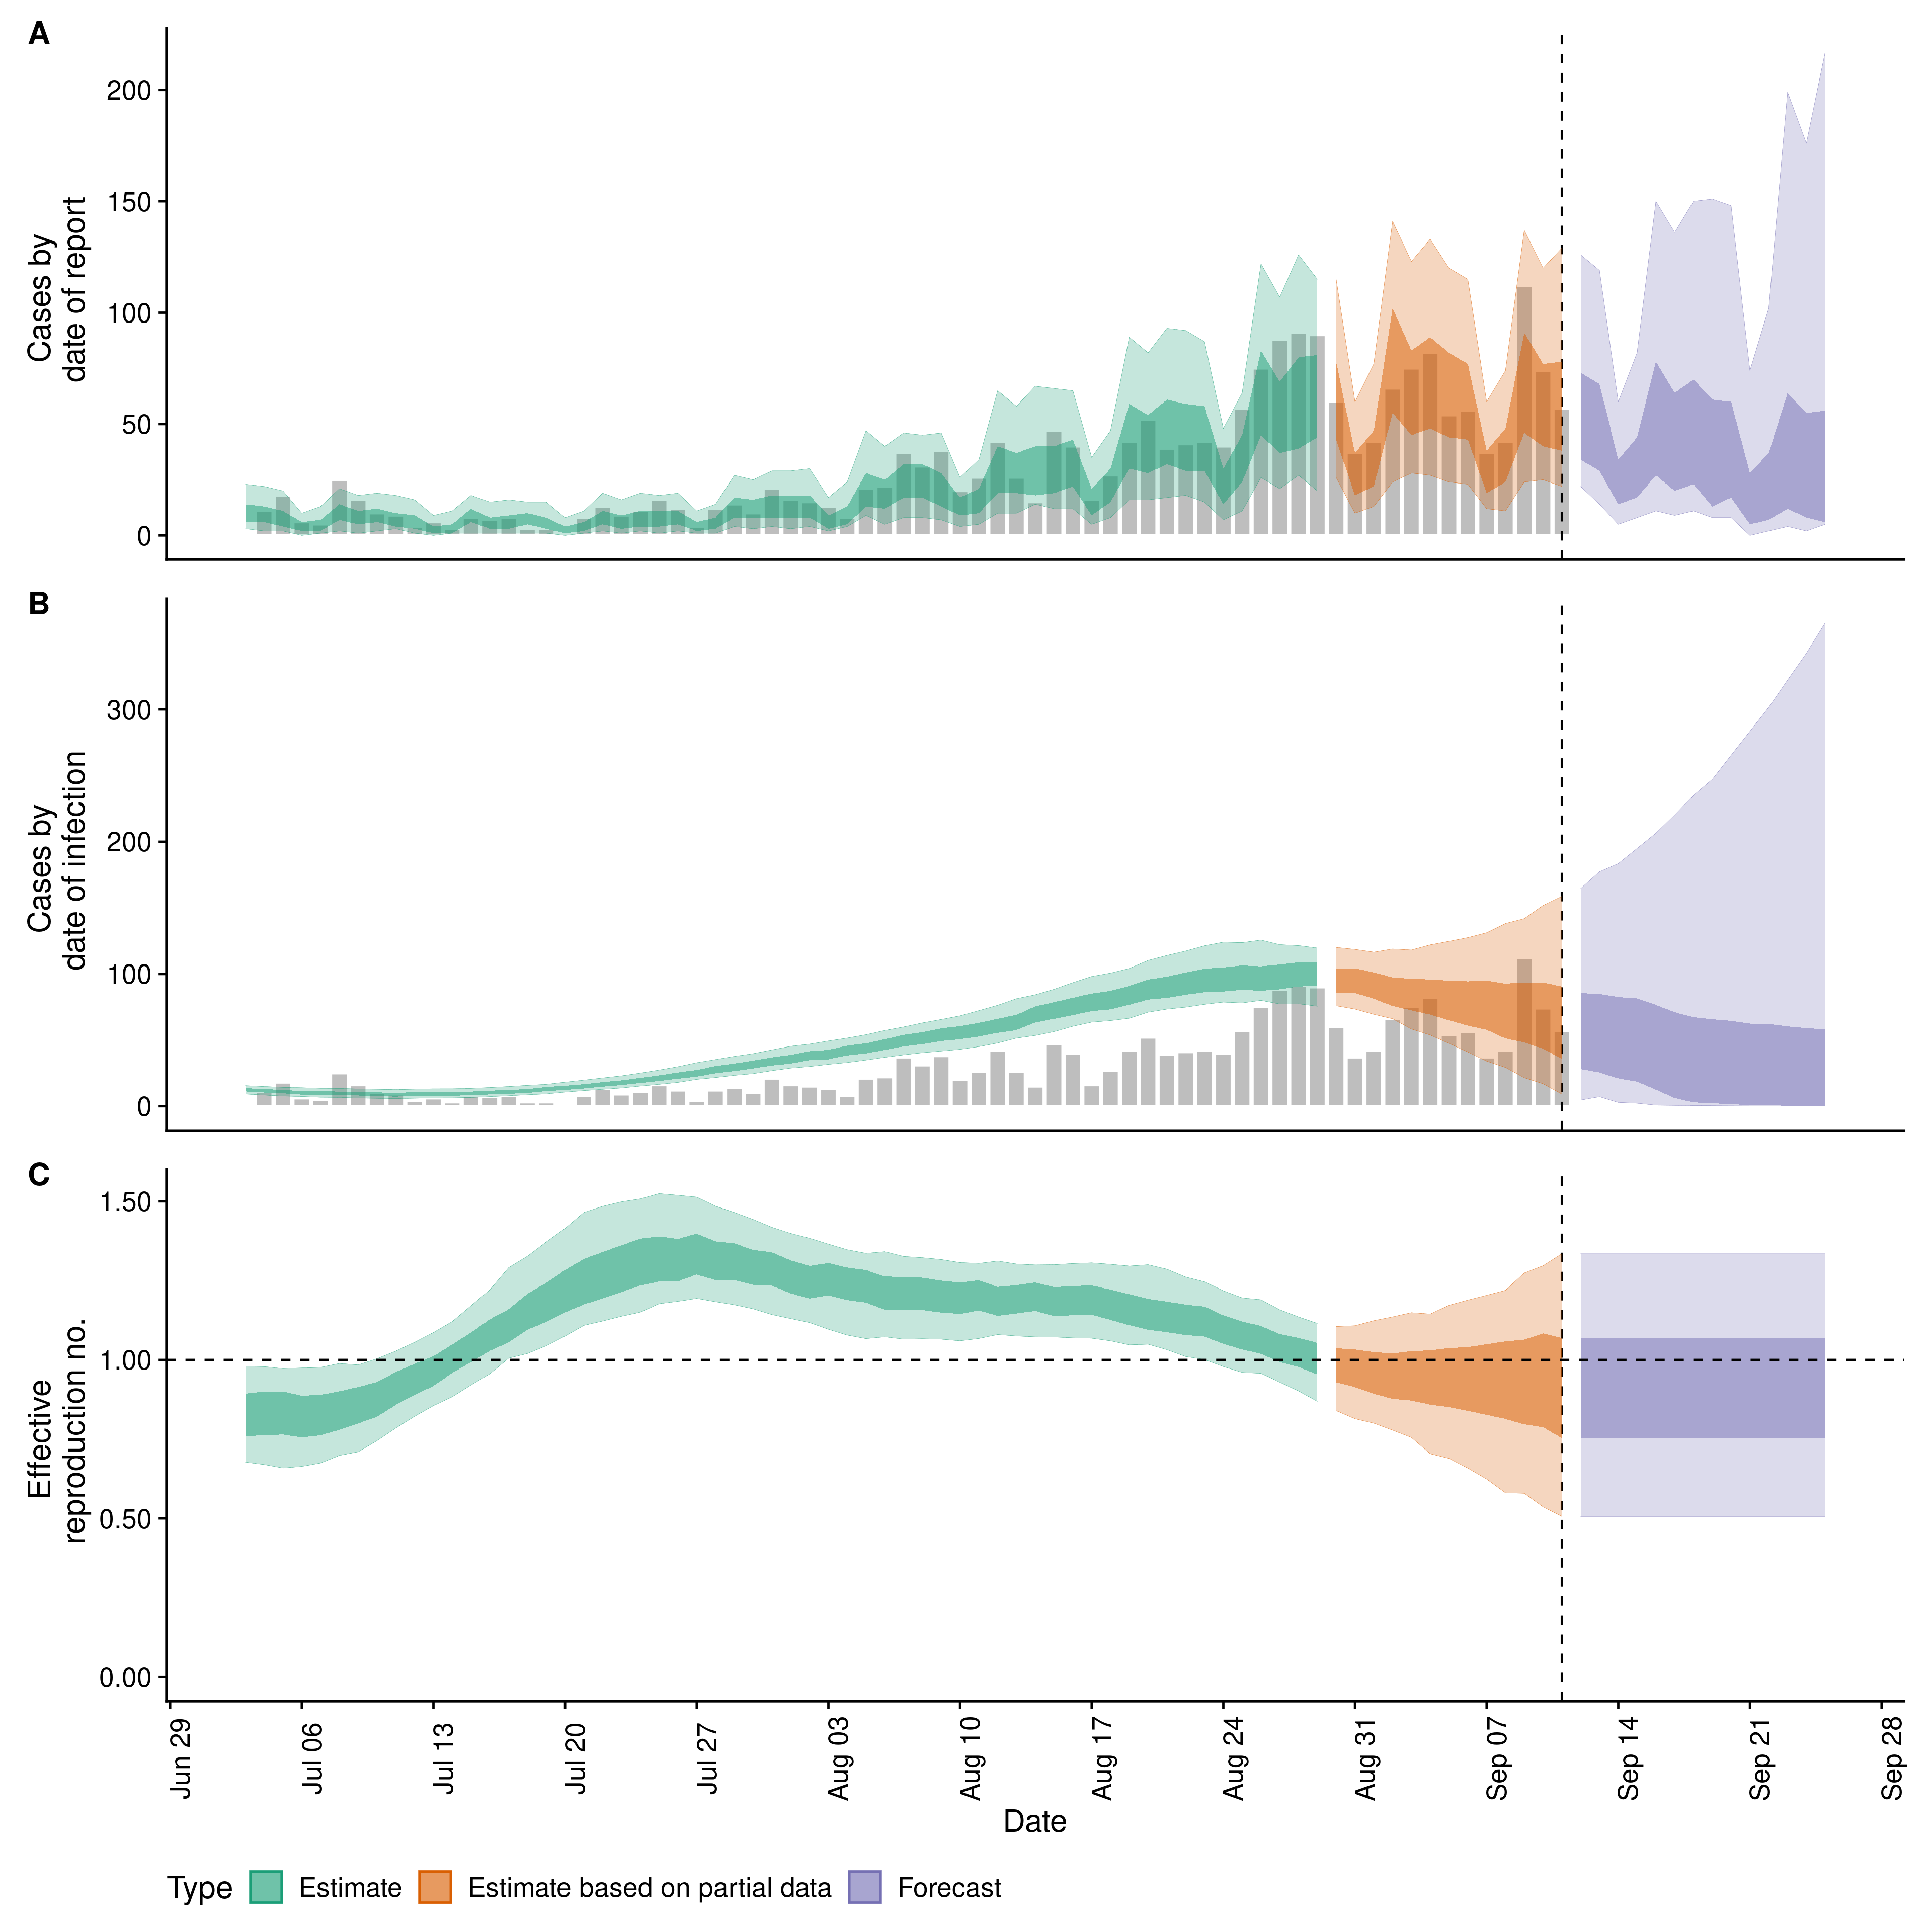 A
Cases by
date of report
200
150
100
50
0
B
Cases by
date of infection
300
200
100
0
C
Effective
reproduction no.
1.50
1.00
0.50
0.00
Jun 29
Jul 06
Jul 13
Jul 20
Jul 27
Aug 03
Aug 10
Aug 17
Aug 24
Aug 31
Sep 07
Sep 14
Sep 21
Sep 28
Date
Type Estimate Estimate based on partial data Forecast